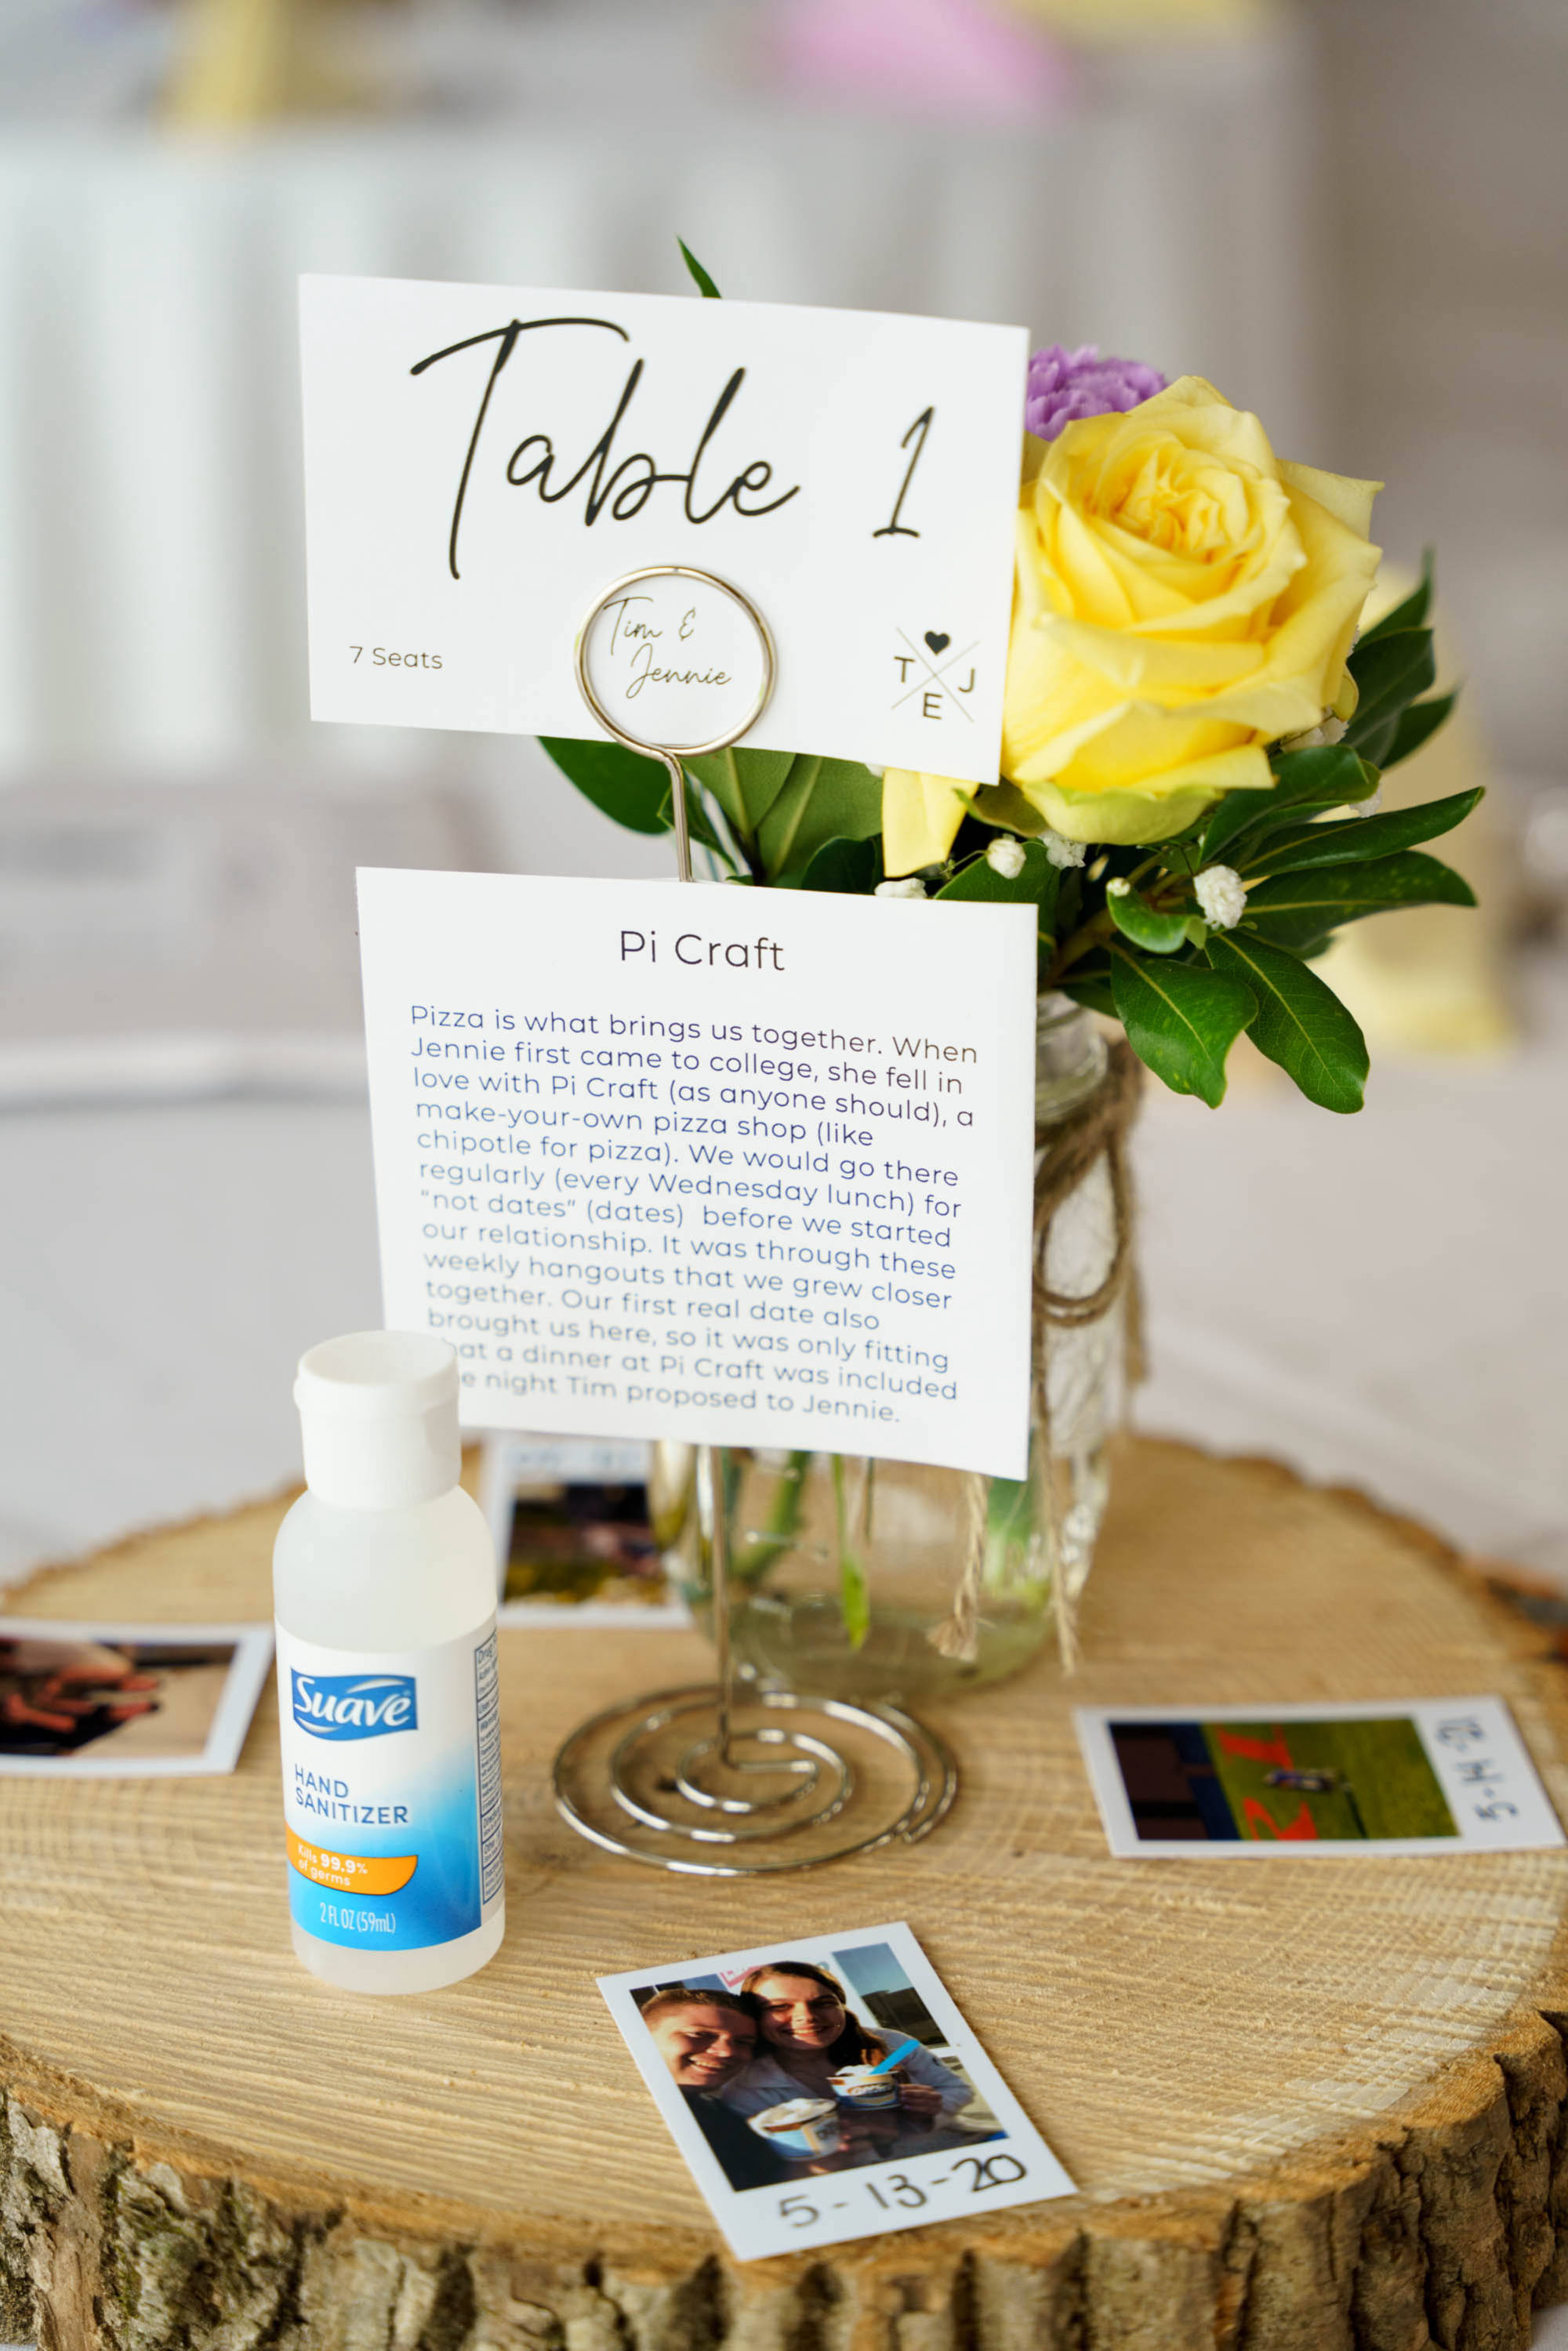 Table 1
7 Seats
Tim &
Jennie
T J
E
Pi Craft
Pizza is what brings us together. When
Jennie first came to college, she fell in
love with Pi Craft (as anyone should), a
make-your-own pizza shop (like
chipotle for pizza). We would go there
regularly (every Wednesday lunch) for
"not dates" (dates)  before we started
our relationship. It was through these
weekly hangouts that we grew closer
together. Our first real date also
brought us here, so it was only fitting
a dinner at Pi Craft was included
night Tim proposed to Jennie.
Suave
HAND
SANITIZER
Kills 99.9%
of germs
2 FL OZ (59mL)
5-13-20